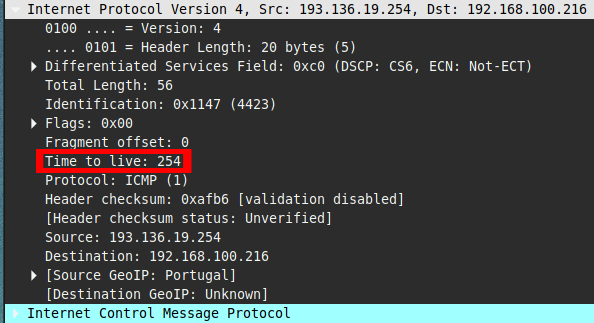 Internet Protocol Version 4, Src: 193.136.19.254, Dst: 192.168.100.216
0100 .... = Version: 4
.... 0101 = Header Length: 20 bytes (5)
Differentiated Services Field: 0xc0 (DSCP: CS6, ECN: Not-ECT)
Total Length: 56
Identification: 0x1147 (4423)
Flags: 0x00
Fragment offset: 0
Time to live: 254
Protocol: ICMP (1)
Header checksum: 0xafb6 [validation disabled]
[Header checksum status: Unverified]
Source: 193.136.19.254
Destination: 192.168.100.216
[Source GeoIP: Portugal]
[Destination GeoIP: Unknown]
Internet Control Message Protocol